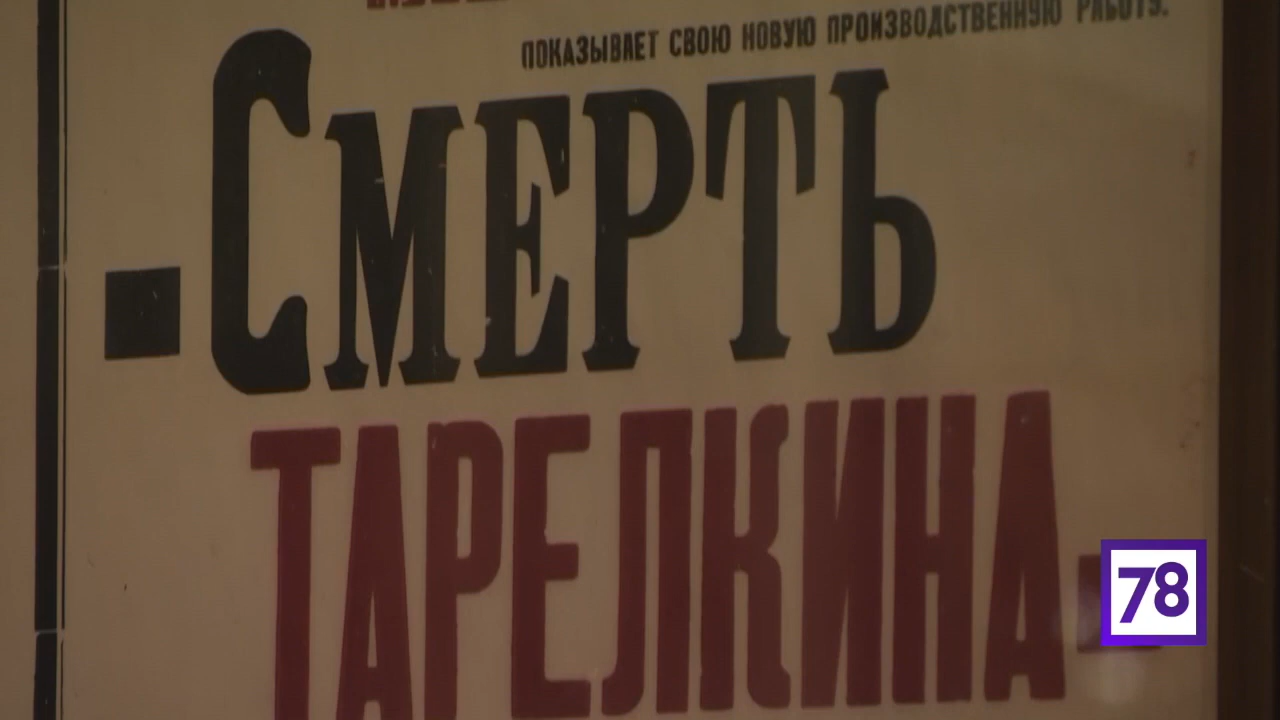 ПОКАЗЫВАЕТ СВОЮ НОВУЮ ПРОИЗВОДСТВЕННУЮ РАБОТУ.
-СМЕРТЬ
ТАРЕЛКИНА-
78